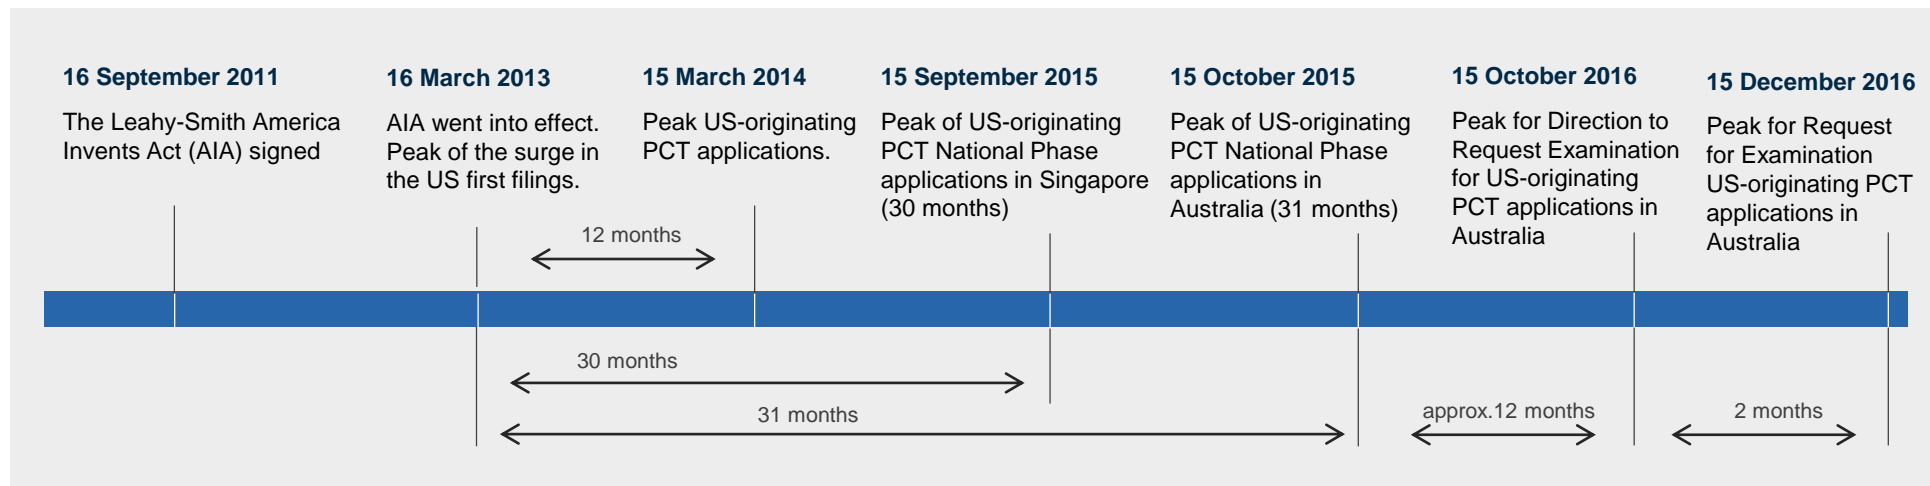 16 September 2011
The Leahy-Smith America
Invents Act (AIA) signed
16 March 2013
AIA went into effect.
Peak of the surge in
the US first filings.
15 March 2014
Peak US-originating
PCT applications.
15 September 2015
Peak of US-originating
PCT National Phase
applications in Singapore
(30 months)
15 October 2015
Peak of US-originating
PCT National Phase
applications in
Australia (31 months)
15 October 2016
Peak for Direction to
Request Examination
for US-originating
PCT applications in
Australia
15 December 2016
Peak for Request
for Examination
US-originating PCT
applications in
Australia
12 months
30 months
31 months
approx.12 months
2 months